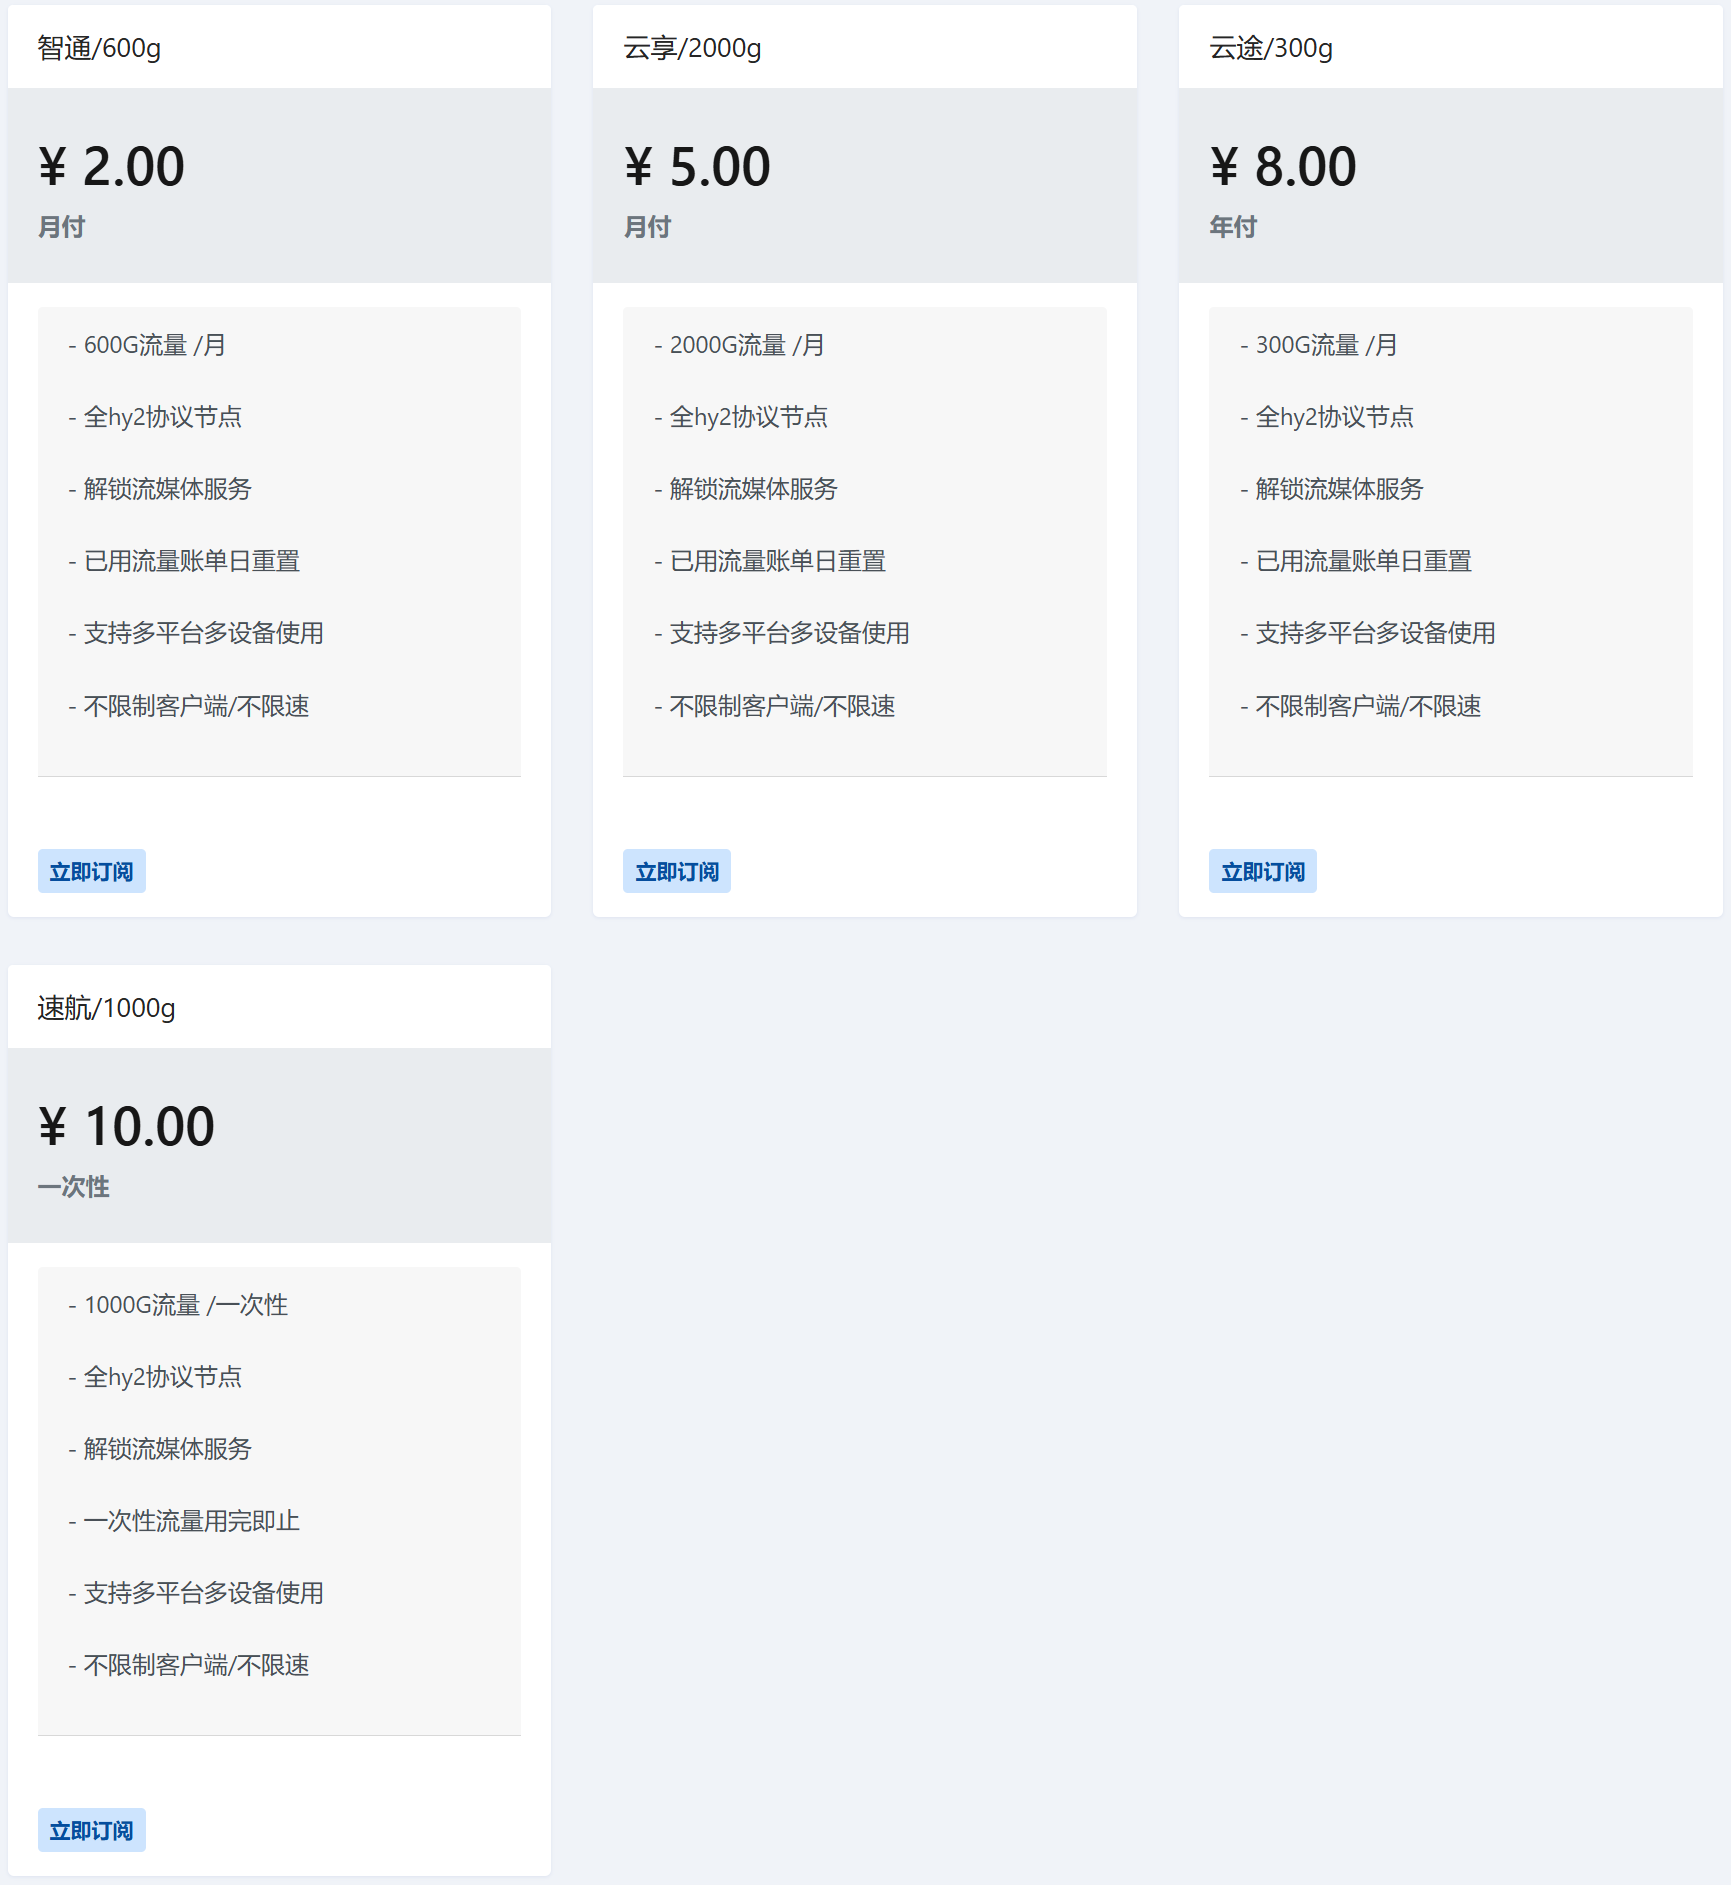 智通/600g
¥ 2.00
月付
- 600G流量 /月
- 全hy2协议节点
- 解锁流媒体服务
- 已用流量账单日重置
- 支持多平台多设备使用
- 不限制客户端/不限速
立即订阅
云享/2000g
¥ 5.00
月付
- 2000G流量 /月
- 全hy2协议节点
- 解锁流媒体服务
- 已用流量账单日重置
- 支持多平台多设备使用
- 不限制客户端/不限速
立即订阅
云途/300g
¥ 8.00
年付
- 300G流量 /月
- 全hy2协议节点
- 解锁流媒体服务
- 已用流量账单日重置
- 支持多平台多设备使用
- 不限制客户端/不限速
立即订阅
速航/1000g
¥ 10.00
一次性
- 1000G流量 /一次性
- 全hy2协议节点
- 解锁流媒体服务
- 一次性流量用完即止
- 支持多平台多设备使用
- 不限制客户端/不限速
立即订阅